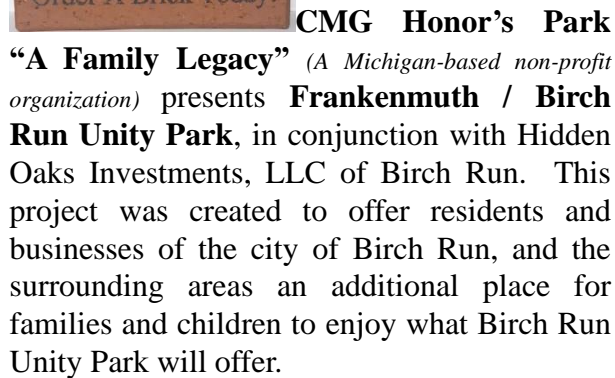 Order A Brick Today!
CMG Honor's Park
“A Family Legacy” (A Michigan-based non-profit
organization) presents Frankenmuth / Birch
Run Unity Park, in conjunction with Hidden
Oaks Investments, LLC of Birch Run. This
project was created to offer residents and
businesses of the city of Birch Run, and the
surrounding areas an additional place for
families and children to enjoy what Birch Run
Unity Park will offer.